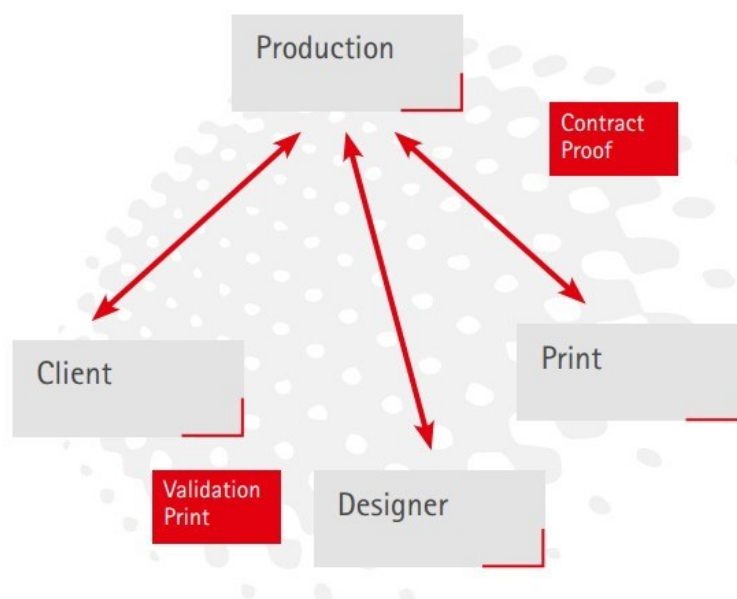 Production
Contract
Proof
Client
Print
Validation
Print
Designer